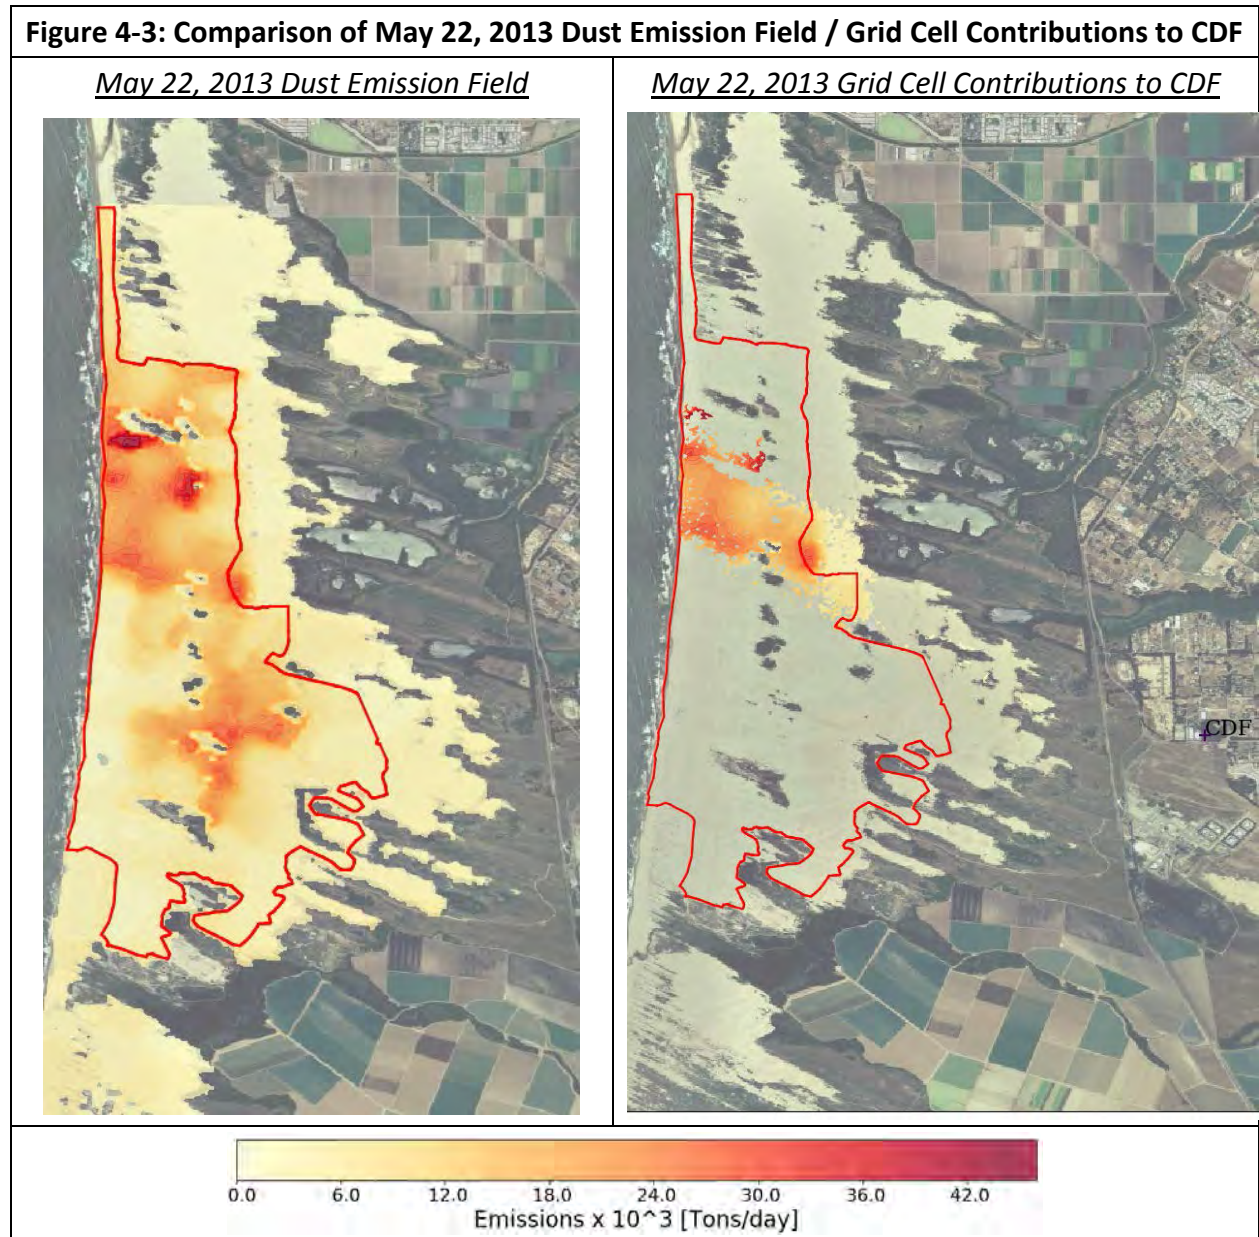 Figure 4-3: Comparison of May 22, 2013 Dust Emission Field / Grid Cell Contributions to CDF
May 22, 2013 Dust Emission Field
May 22, 2013 Grid Cell Contributions to CDF
CDF
0.0 6.0 12.0 18.0 24.0 30.0 36.0 42.0
Emissions x 10^3 [Tons/day]